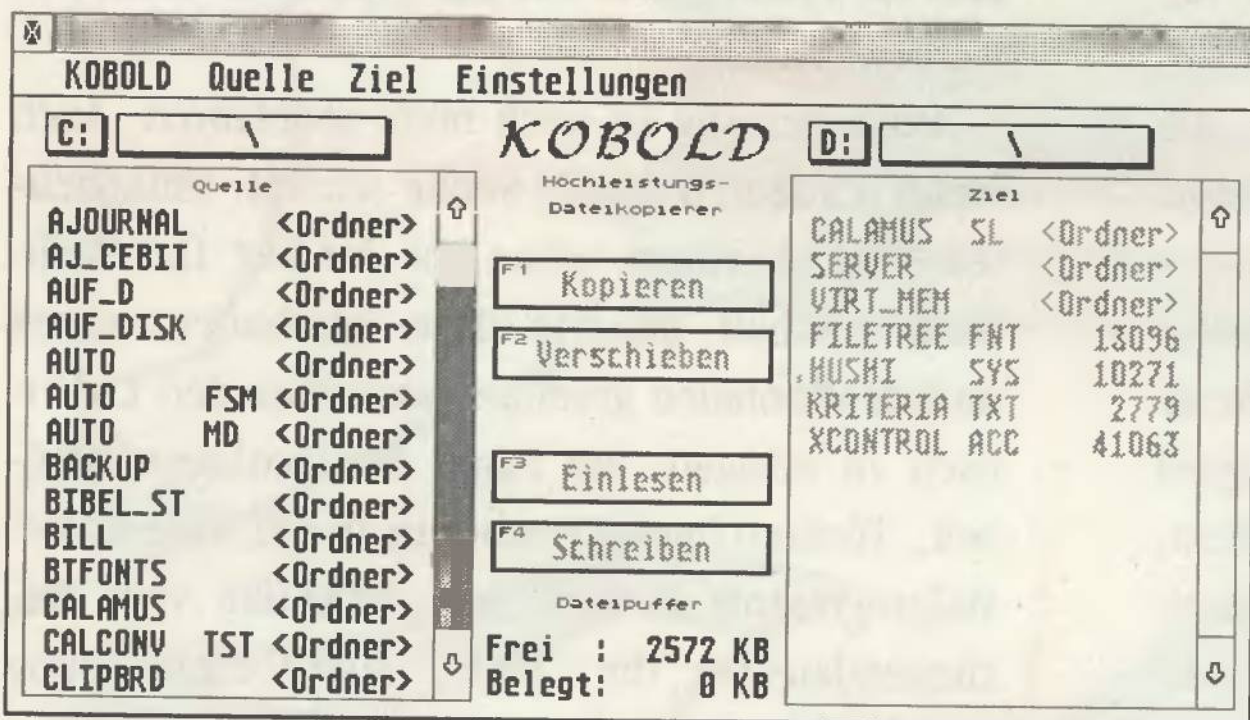 KOBOLD Quelle Ziel Einstellungen
C: \
Quelle
AJOURNAL <Ordner>
AJ_CEBIT <Ordner>
AUF_D <Ordner>
AUF_DISK <Ordner>
AUTO <Ordner>
AUTO FSM <Ordner>
AUTO MD <Ordner>
BACKUP <Ordner>
BIBEL_ST <Ordner>
BILL <Ordner>
BTFONTS <Ordner>
CALAMUS <Ordner>
CALCONV TST <Ordner>
CLIPBRD <Ordner>
KOBOLD
Hochleistungs-
Dateikopierer
F1 Kopieren
F2 Verschieben
F3 Einlesen
F4 Schreiben
Dateipuffer
Frei : 2572 KB
Belegt: 0 KB
D: \
Ziel
CALAMUS SL <Ordner>
SERVER <Ordner>
VIRT_MEM <Ordner>
FILETREE FNT 13096
HUSHI SYS 10271
KRITERIA TXT 2779
XCONTROL ACC 41063